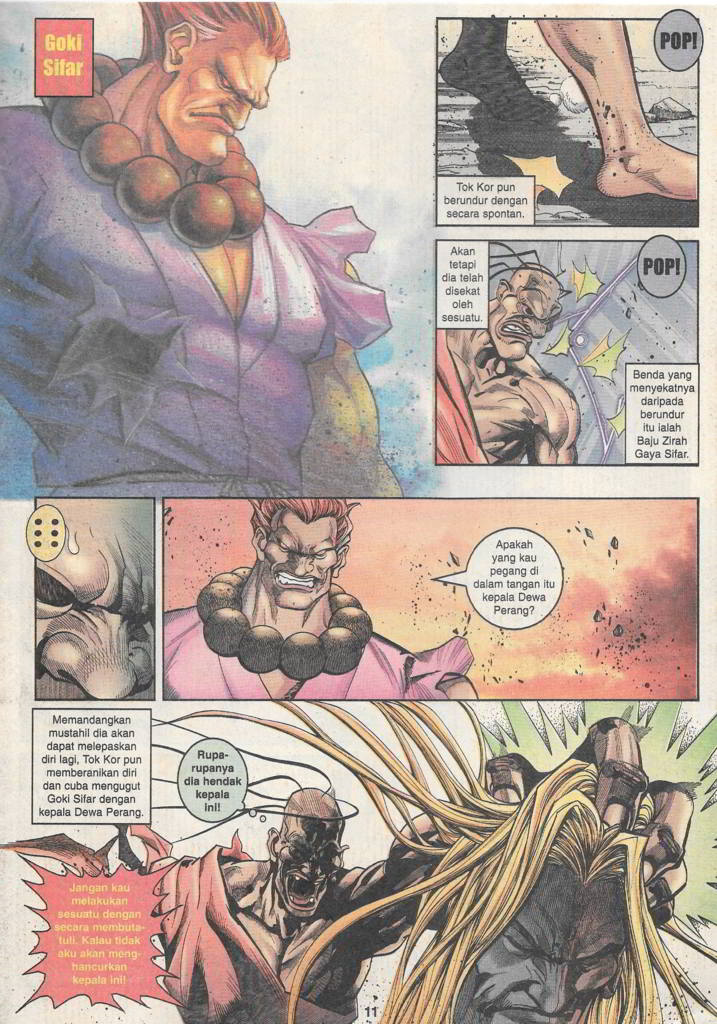 Goki
Sifar
POP!
Tok Kor pun
berundur dengan
secara spontan.
Akan
tetapi
dia telah
disekat
oleh
sesuatu.
POP!
Benda yang
menyekatnya
daripada
berundur
itu ialah
Baju Zirah
Gaya Sifar.
Apakah
yang kau
pegang di
dalam tangan itu
kepala Dewa
Perang?
Memandangkan
mustahil dia akan
dapat melepaskan
diri lagi, Tok Kor pun
memberanikan diri
dan cuba mengugut
Goki Sifar dengan
kepala Dewa Perang.
Rupa-
rupanya
dia hendak
kepala
ini!
Jangan kau
melakukan
sesuatu dengan
secara membuta-
tuli. Kalau tidak
aku akan meng-
hancurkan
kepala ini!
11